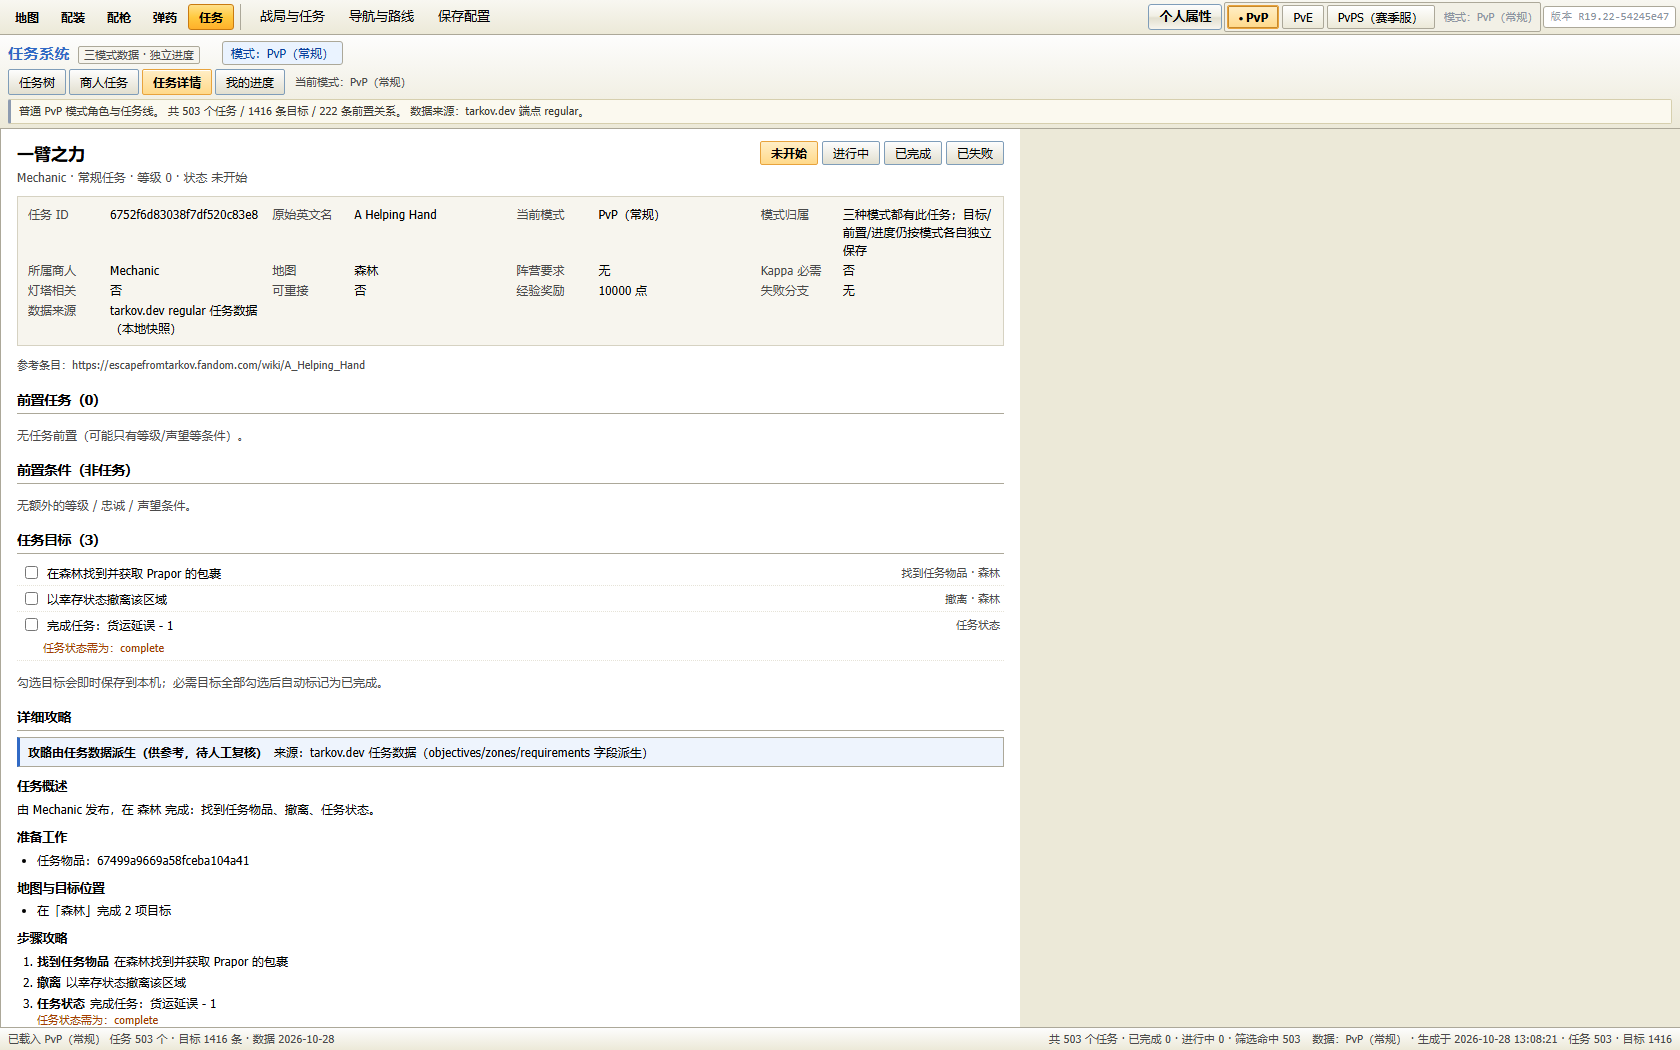 地图 配装 配枪 弹药 任务 战局与任务 导航与路线 保存配置 个人属性 • PvP PvE PvPS（赛季服） 模式：PvP（常规） 版本 R19.22-54245e47
任务系统 三模式数据 · 独立进度 模式：PvP（常规）
任务树 商人任务 任务详情 我的进度 当前模式：PvP（常规）
普通 PvP 模式角色与任务线。 共 503 个任务 / 1416 条目标 / 222 条前置关系。 数据来源：tarkov.dev 端点 regular。
一臂之力 未开始 进行中 已完成 已失败
Mechanic · 常规任务 · 等级 0 · 状态 未开始
任务 ID 6752f6d83038f7df520c83e8 原始英文名 A Helping Hand 当前模式 PvP（常规） 模式归属 三种模式都有此任务；目标/
前置/进度仍按模式各自独立
保存
所属商人 Mechanic 地图 森林 阵营要求 无 Kappa 必需 否
灯塔相关 否 可重接 否 经验奖励 10000 点 失败分支 无
数据来源 tarkov.dev regular 任务数据
（本地快照）
参考条目：https://escapefromtarkov.fandom.com/wiki/A_Helping_Hand
前置任务（0）
无任务前置（可能只有等级/声望等条件）。
前置条件（非任务）
无额外的等级 / 忠诚 / 声望条件。
任务目标（3）
在森林找到并获取 Prapor 的包裹 找到任务物品 · 森林
以幸存状态撤离该区域 撤离 · 森林
完成任务：货运延误 - 1 任务状态
任务状态需为：complete
勾选目标会即时保存到本机；必需目标全部勾选后自动标记为已完成。
详细攻略
攻略由任务数据派生（供参考，待人工复核） 来源：tarkov.dev 任务数据（objectives/zones/requirements 字段派生）
任务概述
由 Mechanic 发布，在 森林 完成：找到任务物品、撤离、任务状态。
准备工作
• 任务物品：67499a9669a58fceba104a41
地图与目标位置
• 在「森林」完成 2 项目标
步骤攻略
1. 找到任务物品 在森林找到并获取 Prapor 的包裹
2. 撤离 以幸存状态撤离该区域
3. 任务状态 完成任务：货运延误 - 1
任务状态需为：complete
已载入 PvP（常规） 任务 503 个 · 目标 1416 条 · 数据 2026-10-28 共 503 个任务 · 已完成 0 · 进行中 0 · 筛选命中 503 数据：PvP（常规） · 生成于 2026-10-28 13:08:21 · 任务 503 · 目标 1416